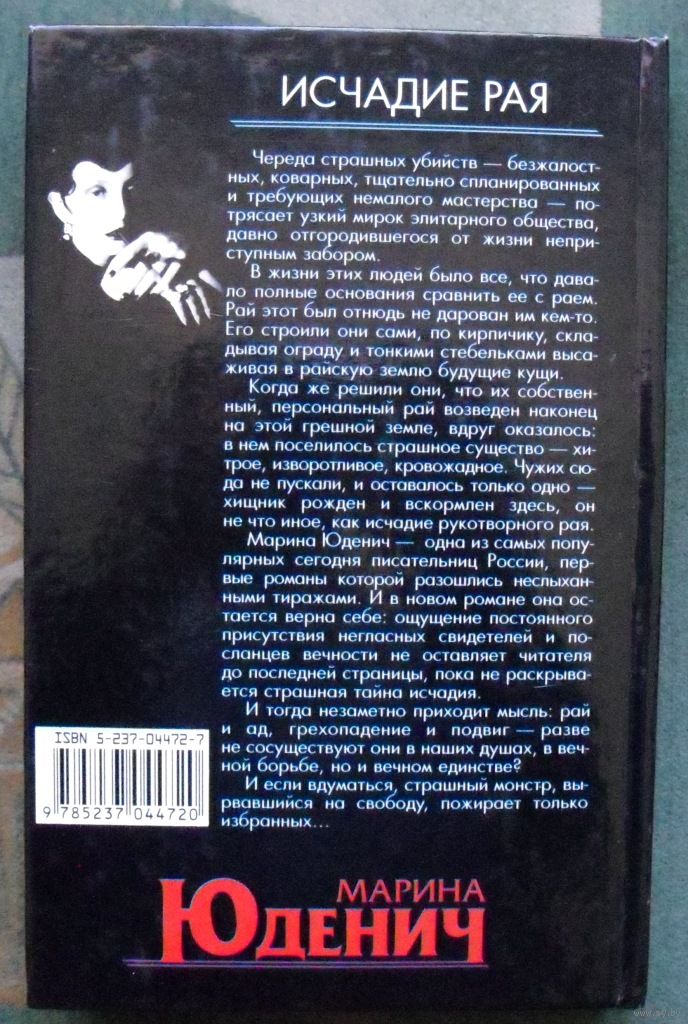 ИСЧАДИЕ РАЯ
Череда страшных убийств — безжалост-
ных, коварных, тщательно спланированных
и требующих немалого мастерства — по-
трясает узкий мирок элитарного общества,
давно отгородившегося от жизни непри-
ступным забором.
В жизни этих людей было все, что дава-
ло полные основания сравнить ее с раем.
Рай этот был отнюдь не дарован им кем-то.
Его строили они сами, по кирпичику, скла-
дывая ограду и тонкими стебельками выса-
живая в райскую землю будущие кущи.
Когда же решили они, что их собствен-
ный, персональный рай возведен наконец
на этой грешной земле, вдруг оказалось:
в нем поселилось страшное существо — хи-
трое, изворотливое, кровожадное. Чужих сю-
да не пускали, и оставалось только одно —
хищник рожден и вскормлен здесь, он
не что иное, как исчадие рукотворного рая.
Марина Юденич — одна из самых попу-
лярных сегодня писательниц России, пер-
вые романы которой разошлись неслыхан-
ными тиражами. И в новом романе она ос-
тается верна себе: ощущение постоянного
присутствия негласных свидетелей и по-
сланцев вечности не оставляет читателя
до последней страницы, пока не раскрыва-
ется страшная тайна исчадия.
И тогда незаметно приходит мысль: рай
и ад, грехопадение и подвиг — разве
не сосуществуют они в наших душах, в веч-
ной борьбе, но и вечном единстве?
И если вдуматься, страшный монстр, вы-
рвавшийся на свободу, пожирает только
избранных...
ISBN 5-237-04472-7
9 785237 044720
МАРИНА
ЮДЕНИЧ